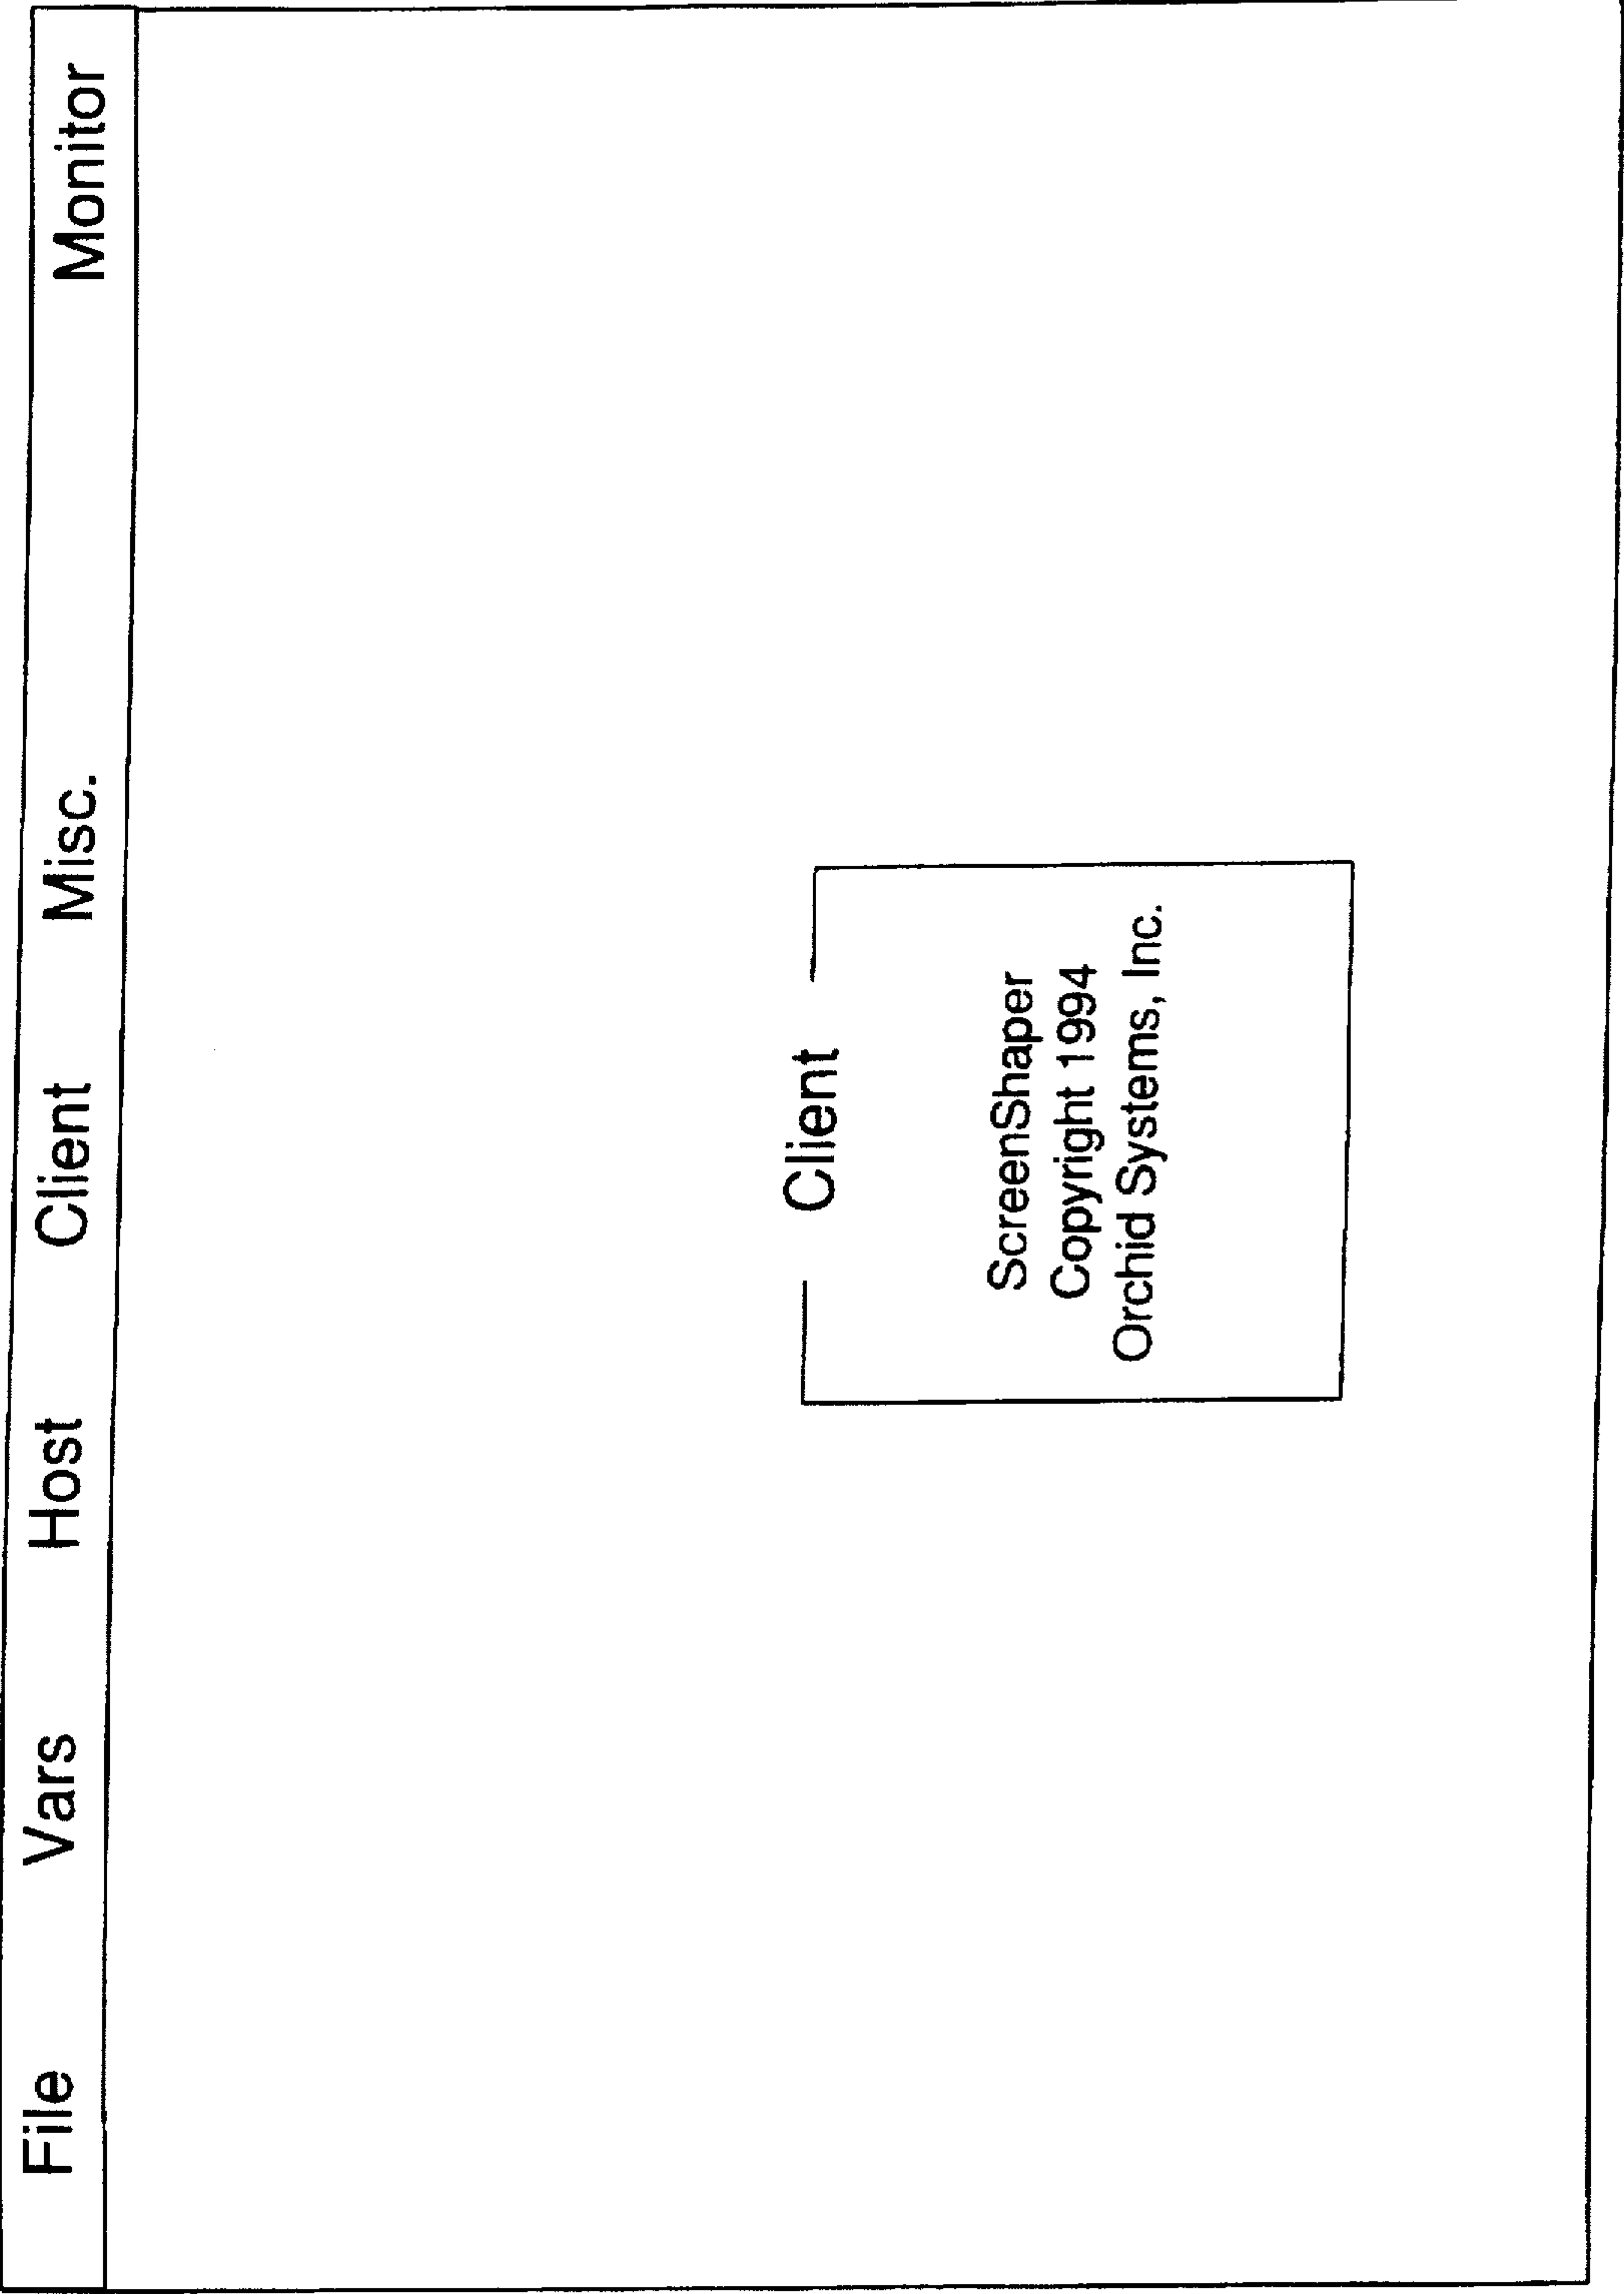 File Vars Host Client Misc. Monitor
Client
ScreenShaper
Copyright 1994
Orchid Systems, Inc.